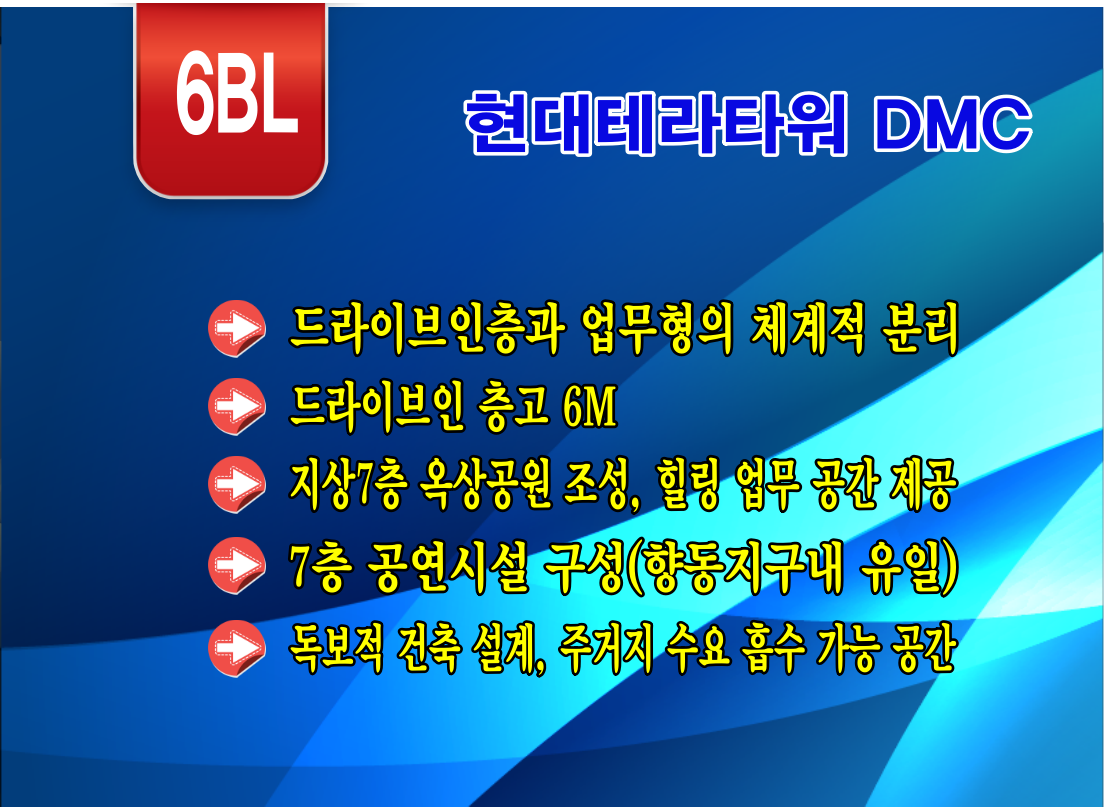 6BL
현대테라타워 DMC
드라이브인층과 업무형의 체계적 분리
드라이브인 층고 6M
지상7층 옥상공원 조성, 힐링 업무 공간 제공
7층 공연시설 구성(향동지구내 유일)
독보적 건축 설계, 주거지 수요 흡수 가능 공간